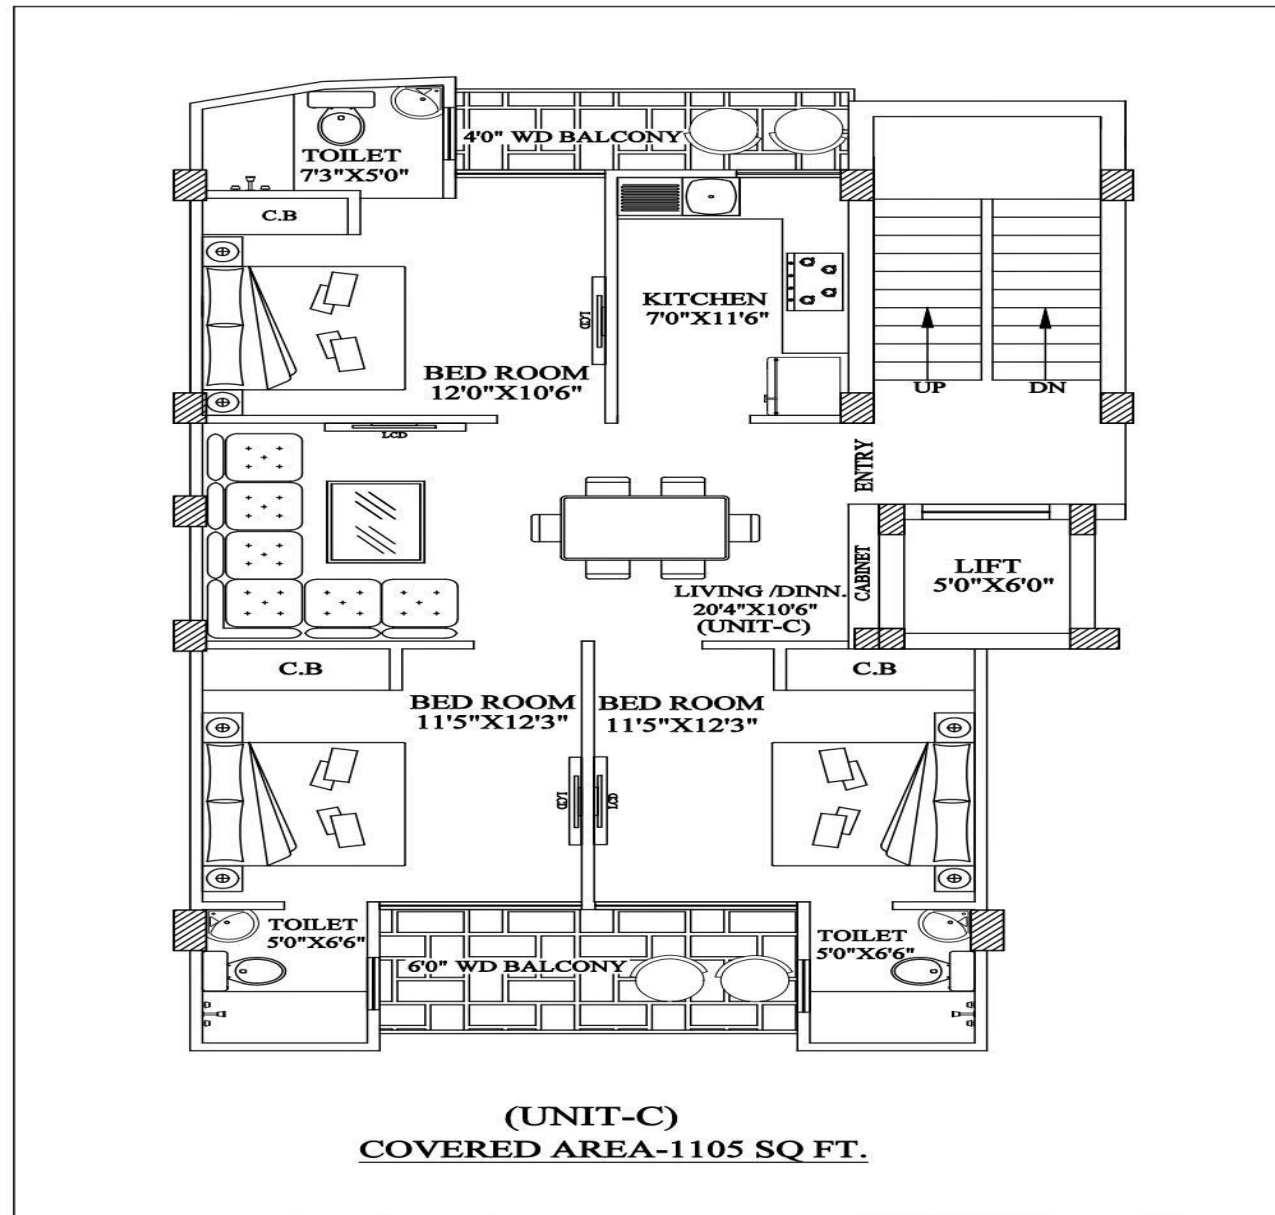 4'0" WD BALCONY
TOILET
7'3"X5'0"
C.B
KITCHEN
7'0"X11'6"
LCD
BED ROOM
12'0"X10'6"
UP
DN
LCD
ENTRY
CABINET
LIFT
5'0"X6'0"
LIVING /DINN.
20'4"X10'6"
(UNIT-C)
C.B
C.B
BED ROOM
11'5"X12'3"
BED ROOM
11'5"X12'3"
LCD
LCD
TOILET
5'0"X6'6"
6'0" WD BALCONY
TOILET
5'0"X6'6"
(UNIT-C)
COVERED AREA-1105 SQ FT.